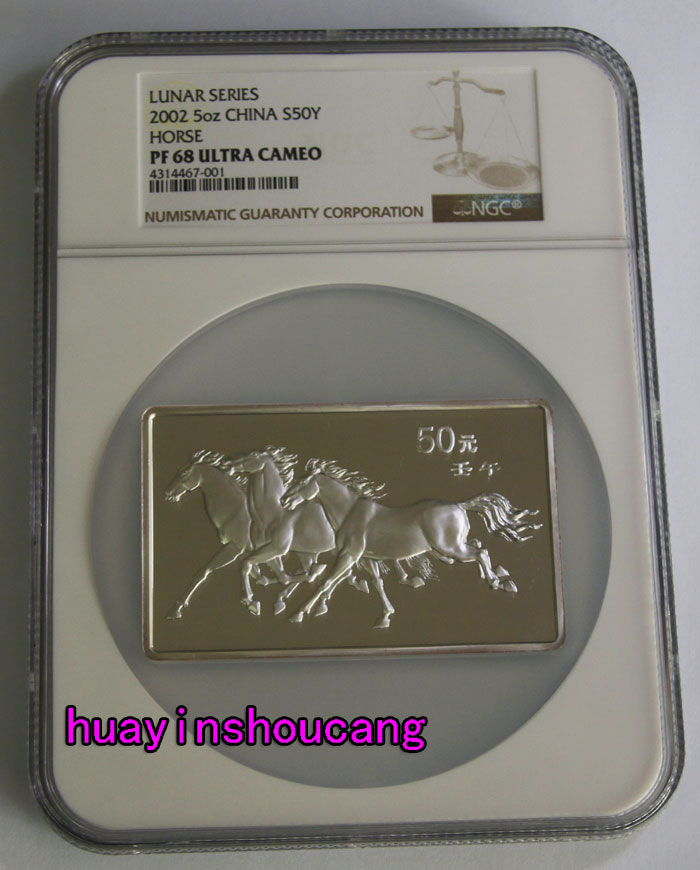 LUNAR SERIES
2002 5oz CHINA S50Y
HORSE
PF 68 ULTRA CAMEO
4314467-001
NUMISMATIC GUARANTY CORPORATION
NGC®
50元
壬午
huayinshoucang